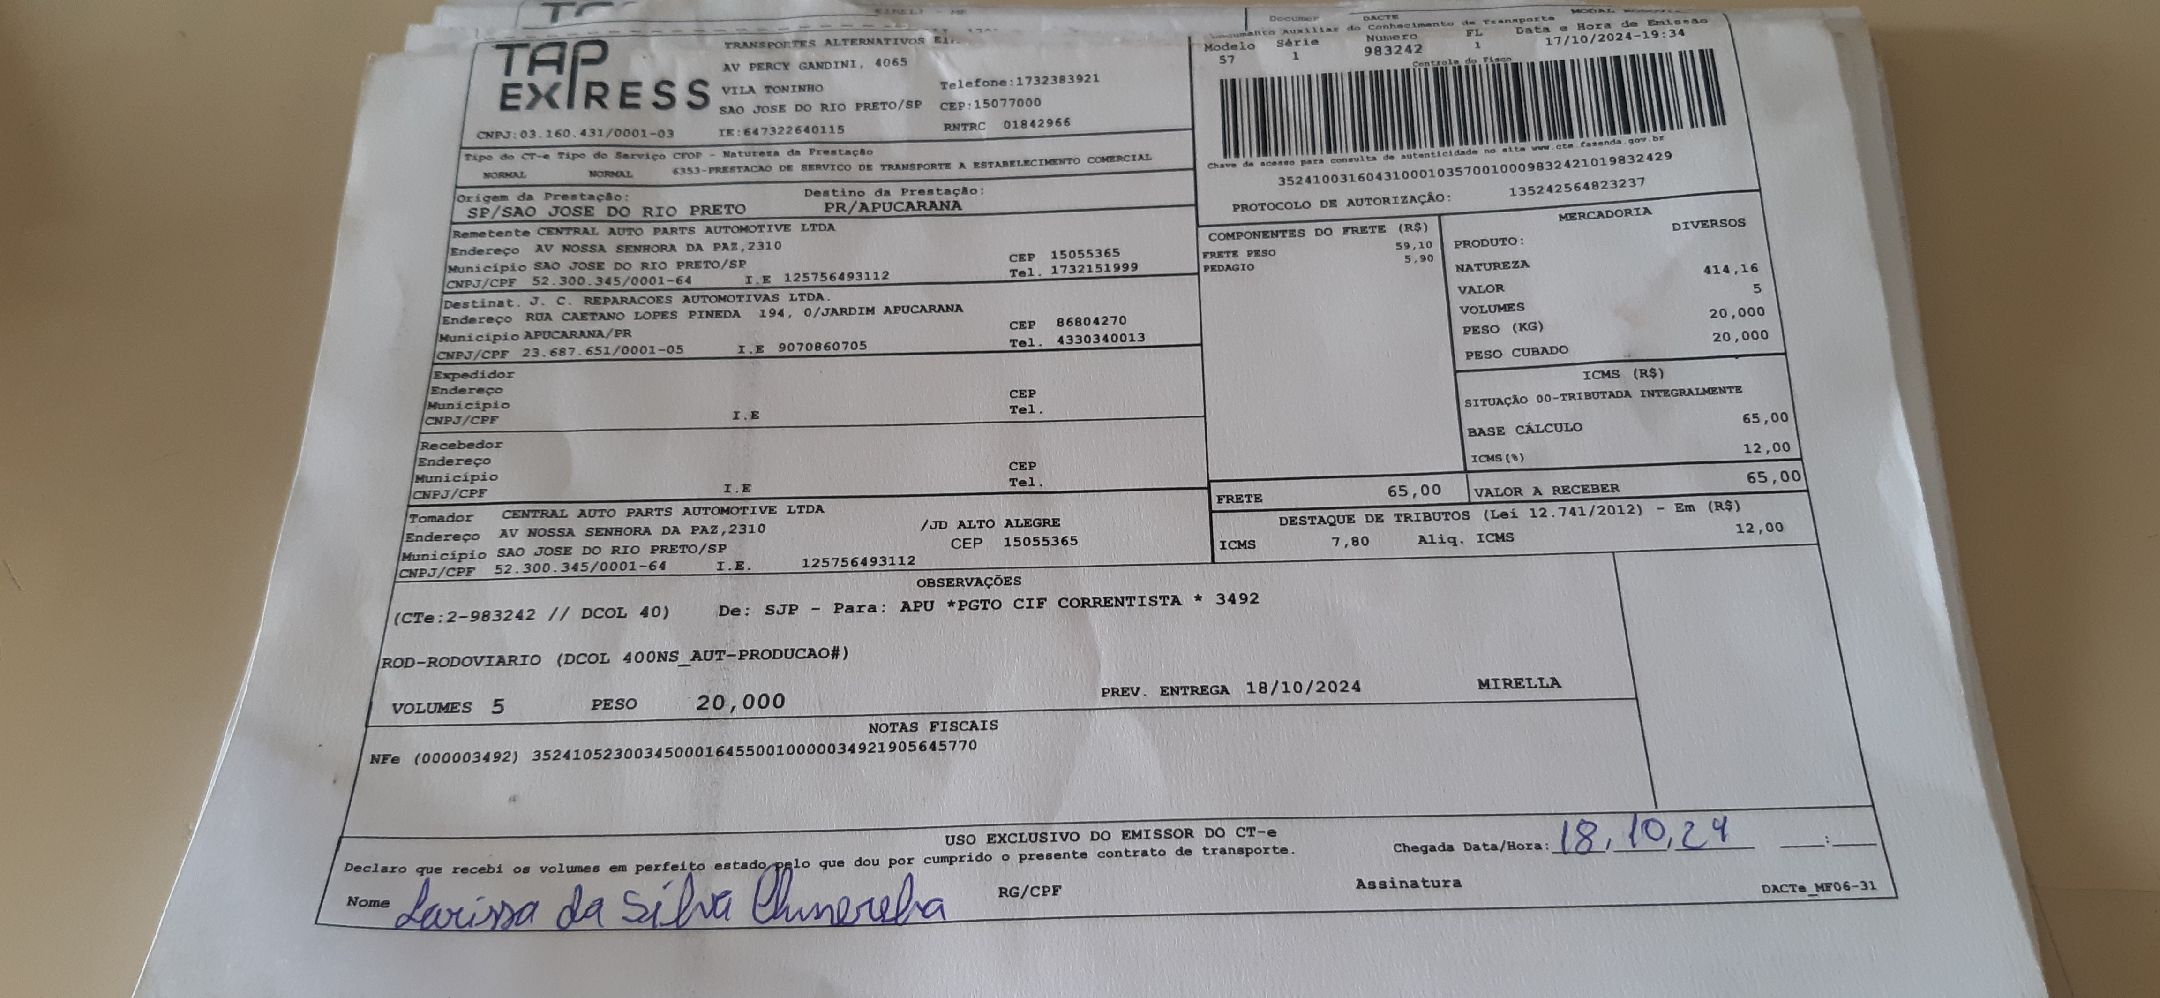 TAP
EXPRESS
TRANSPORTES ALTERNATIVOS
AV PERCY GANDINI, 4065
VILA TONINHO
Telefone:1732383921
SAO JOSE DO RIO PRETO/SP CEP:15077000
CNPJ:03.160.431/0001-03 IE:647322640115 RNTRC 01842966
DACTE
Documento Auxiliar do Conhecimento de Transporte
Modelo Série Numero FL Data e Hora de Emissão
57 1 983242 1 17/10/2024-19:34
Controle do Fisco
Chave de acesso para consulta de autenticidade no site www.cte.fazenda.gov.br
35241003160431000103570010009832421019832429
PROTOCOLO DE AUTORIZAÇÃO: 135242564823237
Tipo do CT-e Tipo do Serviço CFOP - Natureza da Prestação
NORMAL NORMAL 6353-PRESTACAO DE SERVICO DE TRANSPORTE A ESTABELECIMENTO COMERCIAL
Origem da Prestação: Destino da Prestação:
SP/SAO JOSE DO RIO PRETO PR/APUCARANA
Remetente CENTRAL AUTO PARTS AUTOMOTIVE LTDA
Endereço AV NOSSA SENHORA DA PAZ,2310
Município SAO JOSE DO RIO PRETO/SP CEP 15055365
CNPJ/CPF 52.300.345/0001-64 I.E 125756493112 Tel. 1732151999
Destinat. J. C. REPARACOES AUTOMOTIVAS LTDA.
Endereço RUA CAETANO LOPES PINEDA 194, 0/JARDIM APUCARANA
Município APUCARANA/PR CEP 86804270
CNPJ/CPF 23.687.651/0001-05 I.E 9070860705 Tel. 4330340013
Expedidor
Endereço
Município CEP
CNPJ/CPF I.E Tel.
Recebedor
Endereço
Município CEP
CNPJ/CPF I.E Tel.
Tomador CENTRAL AUTO PARTS AUTOMOTIVE LTDA
Endereço AV NOSSA SENHORA DA PAZ,2310 /JD ALTO ALEGRE
Município SAO JOSE DO RIO PRETO/SP CEP 15055365
CNPJ/CPF 52.300.345/0001-64 I.E. 125756493112
COMPONENTES DO FRETE (R$)
FRETE PESO 59,10
PEDAGIO 5,90
MERCADORIA
PRODUTO: DIVERSOS
NATUREZA
VALOR 414,16
VOLUMES 5
PESO (KG) 20,000
PESO CUBADO 20,000
ICMS (R$)
SITUAÇÃO 00-TRIBUTADA INTEGRALMENTE
BASE CÁLCULO 65,00
ICMS(%) 12,00
FRETE 65,00 VALOR A RECEBER 65,00
DESTAQUE DE TRIBUTOS (Lei 12.741/2012) - Em (R$)
ICMS 7,80 Aliq. ICMS 12,00
OBSERVAÇÕES
(CTe:2-983242 // DCOL 40) De: SJP - Para: APU *PGTO CIF CORRENTISTA * 3492
ROD-RODOVIARIO (DCOL 400NS_AUT-PRODUCAO#)
VOLUMES 5 PESO 20,000 PREV. ENTREGA 18/10/2024 MIRELLA
NOTAS FISCAIS
NFe (000003492) 35241052300345000164550010000034921905645770
USO EXCLUSIVO DO EMISSOR DO CT-e
Declaro que recebi os volumes em perfeito estado pelo que dou por cumprido o presente contrato de transporte.
Chegada Data/Hora: 18,10,24 __:__
Nome Larissa da Silva RG/CPF Assinatura DACTe_MF06-31